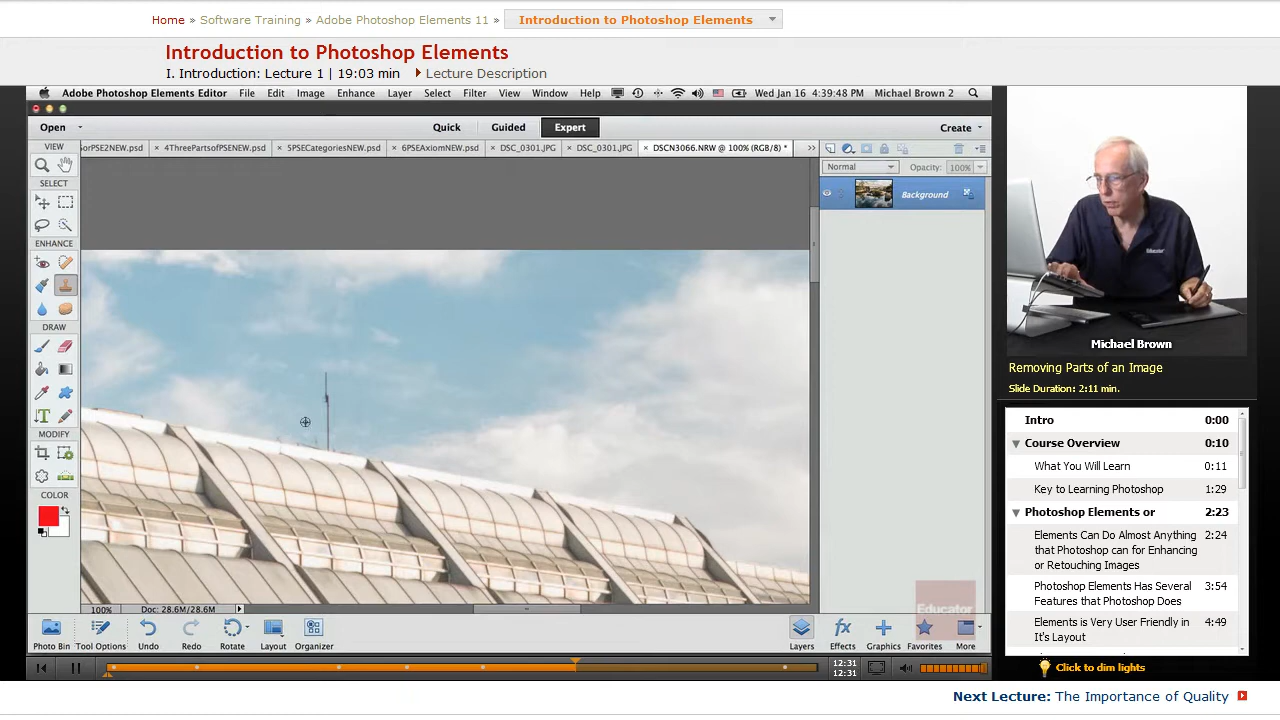 Home » Software Training » Adobe Photoshop Elements 11 » Introduction to Photoshop Elements
Introduction to Photoshop Elements
I. Introduction: Lecture 1 | 19:03 min Lecture Description
Adobe Photoshop Elements Editor File Edit Image Enhance Layer Select Filter View Window Help Wed Jan 16 4:39:48 PM Michael Brown 2
Open Quick Guided Expert Create
VIEW
orPSE2NEW.psd × 4ThreePartsofPSENEW.psd × 5PSECategoriesNEW.psd × 6PSEAxiomNEW.psd × DSC_0301.JPG × DSC_0301.JPG × DSCN3066.NRW @ 100% (RGB/8) * »
Normal Opacity: 100%
SELECT
Background
ENHANCE
DRAW
T
MODIFY
COLOR
100% Doc: 28.6M/28.6M
Educator
Photo Bin Tool Options Undo Redo Rotate Layout Organizer Layers Effects Graphics Favorites More
12:31
12:31
Educator
Michael Brown
Removing Parts of an Image
Slide Duration: 2:11 min.
Intro 0:00
Course Overview 0:10
What You Will Learn 0:11
Key to Learning Photoshop 1:29
Photoshop Elements or 2:23
Elements Can Do Almost Anything 2:24
that Photoshop can for Enhancing
or Retouching Images
Photoshop Elements Has Several 3:54
Features that Photoshop Does
Elements is Very User Friendly in 4:49
It's Layout
Click to dim lights
Next Lecture: The Importance of Quality